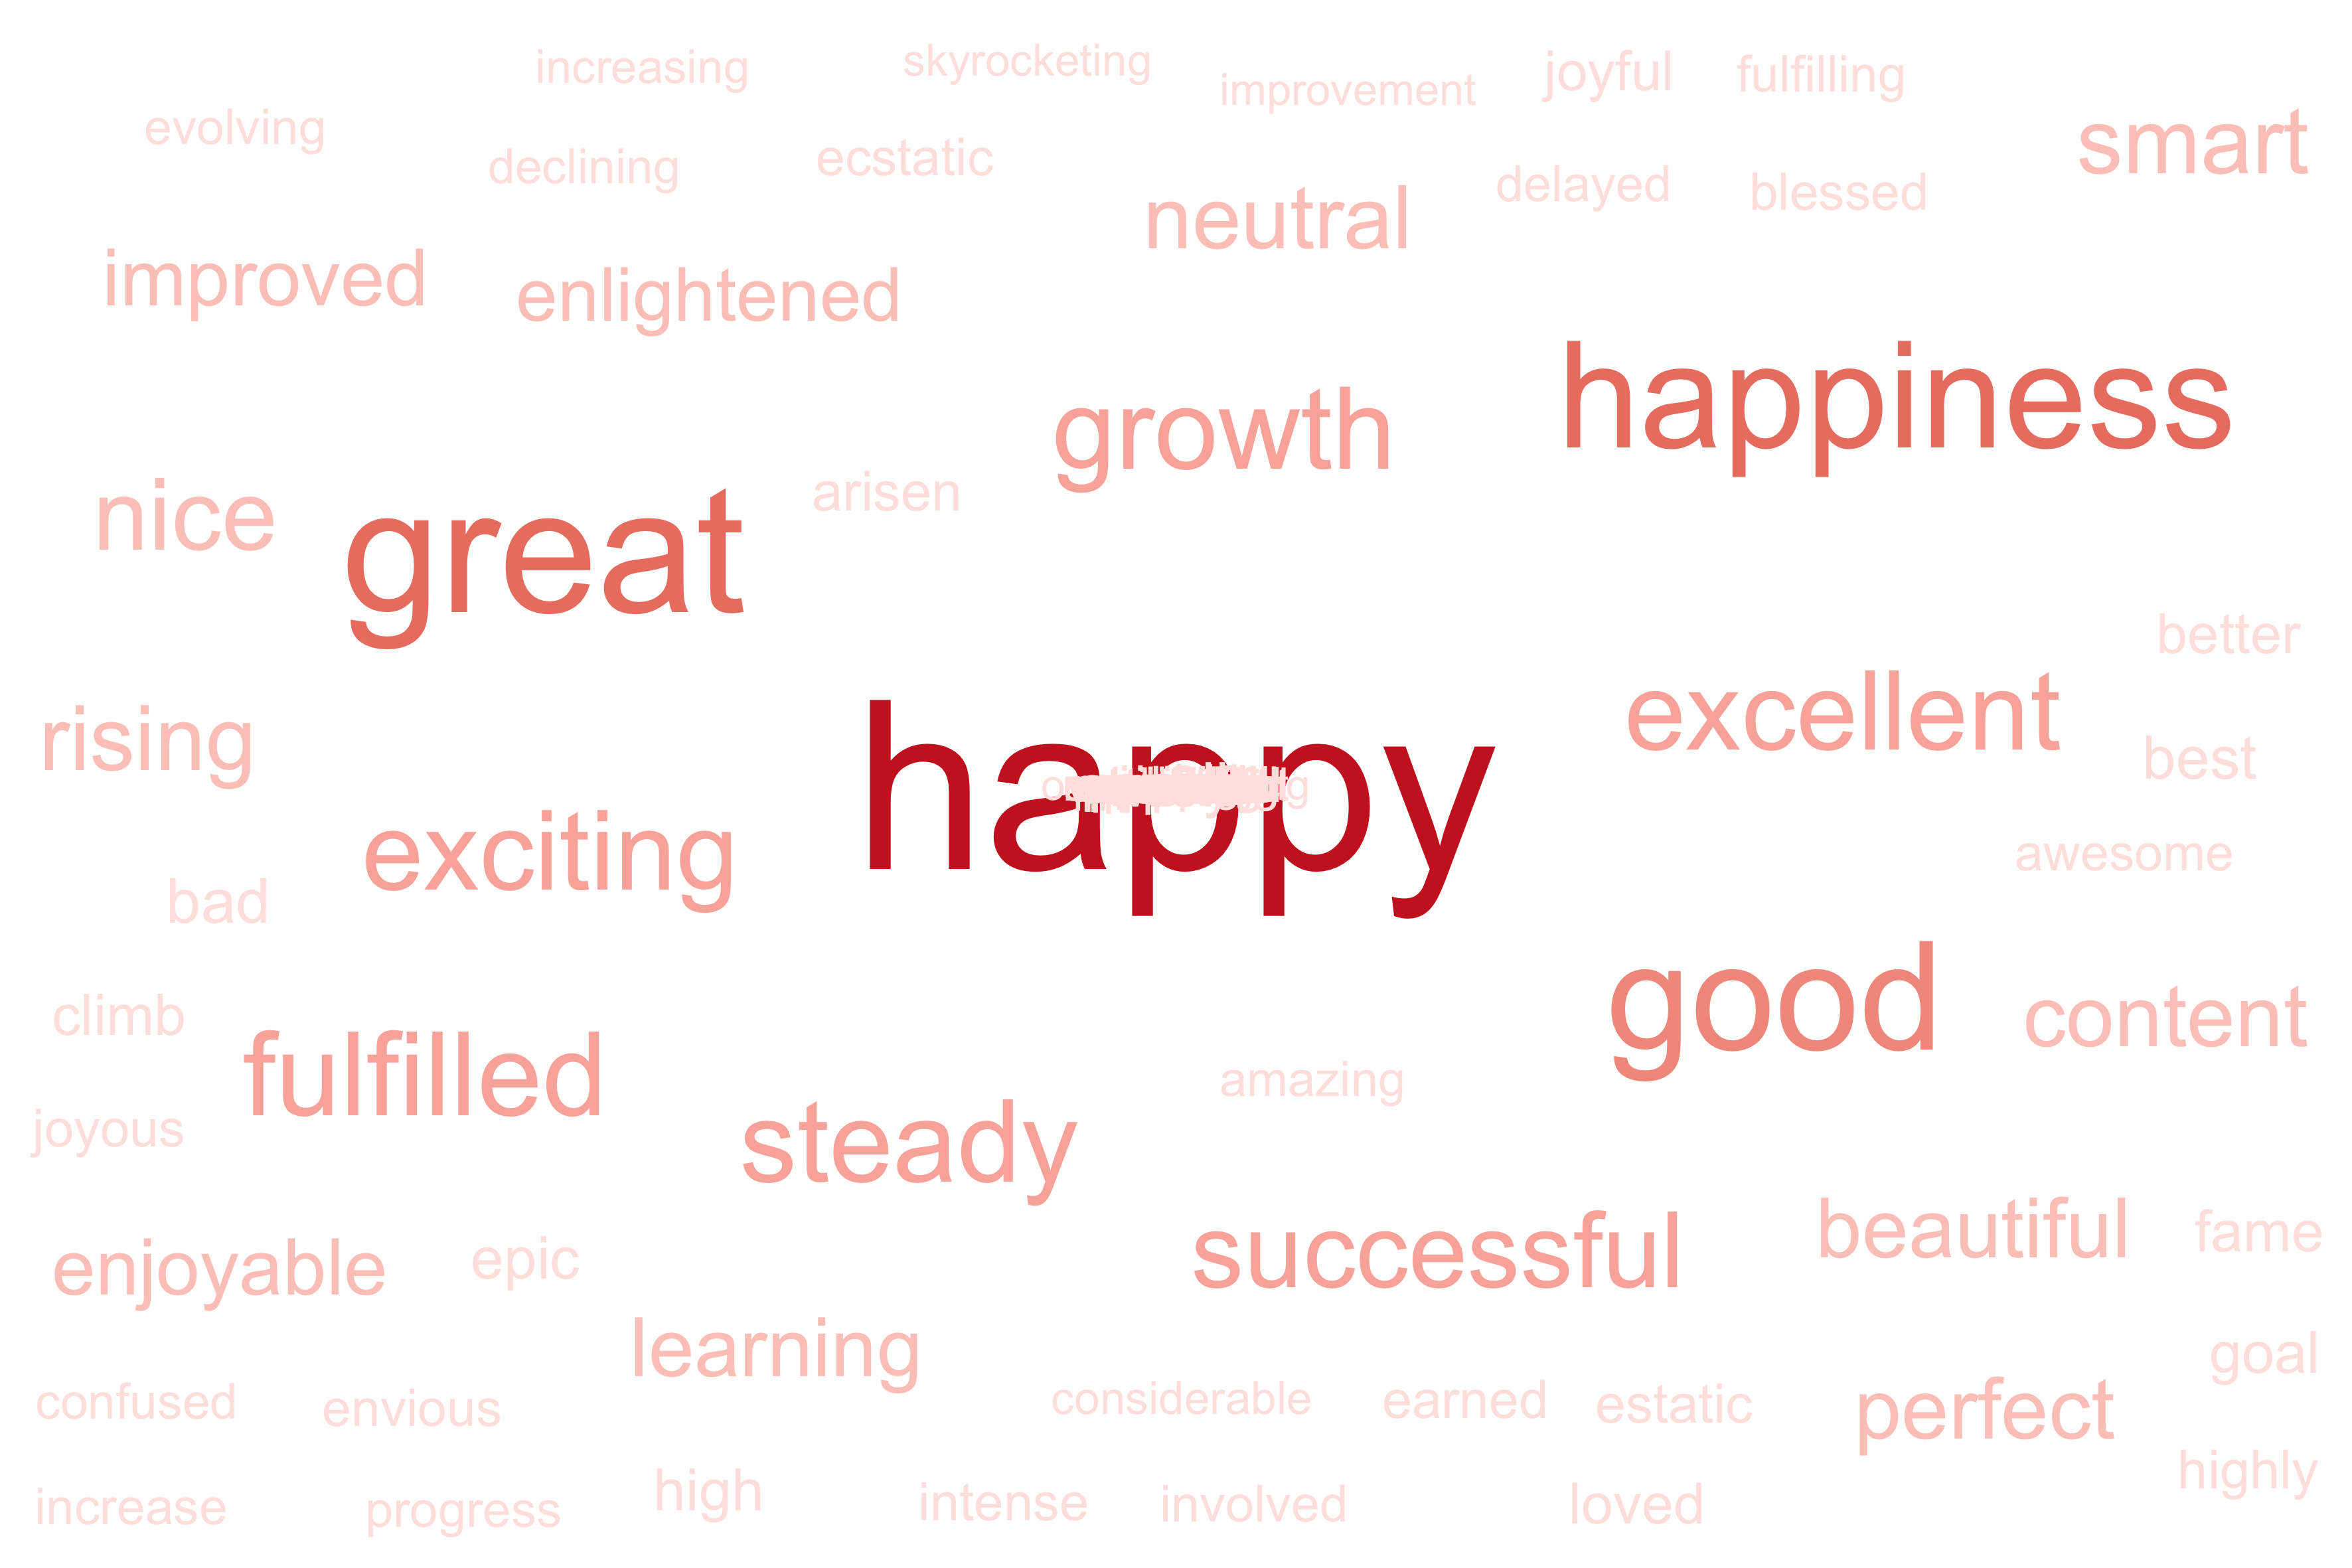 increasing
skyrocketing
improvement
joyful
fulfilling
evolving
declining
ecstatic
smart
neutral
delayed
blessed
improved
enlightened
happiness
growth
nice
great
arisen
better
rising
excellent
best
happy
exciting
awesome
bad
good
content
climb
fulfilled
amazing
joyous
steady
enjoyable
epic
successful
beautiful
fame
learning
goal
confused
envious
considerable
earned
estatic
perfect
increase
progress
high
intense
involved
loved
highly